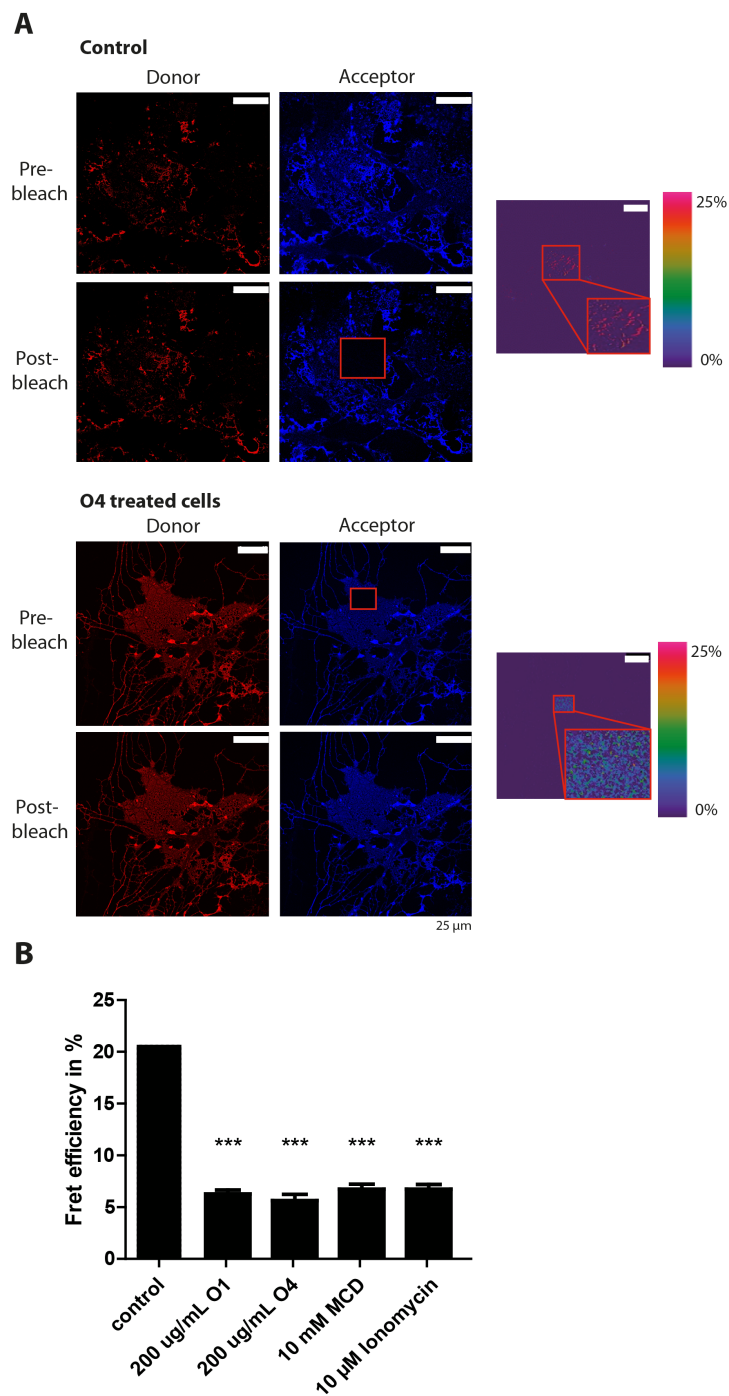 A
Control
Donor Acceptor
Pre-
bleach
25%
0%
Post-
bleach
O4 treated cells
Donor Acceptor
Pre-
bleach
25%
0%
Post-
bleach
25 µm
B
Fret efficiency in %
25
20
15
10
5
0
*** *** *** ***
control
200 ug/mL O1
200 ug/mL O4
10 mM MCD
10 µM Ionomycin